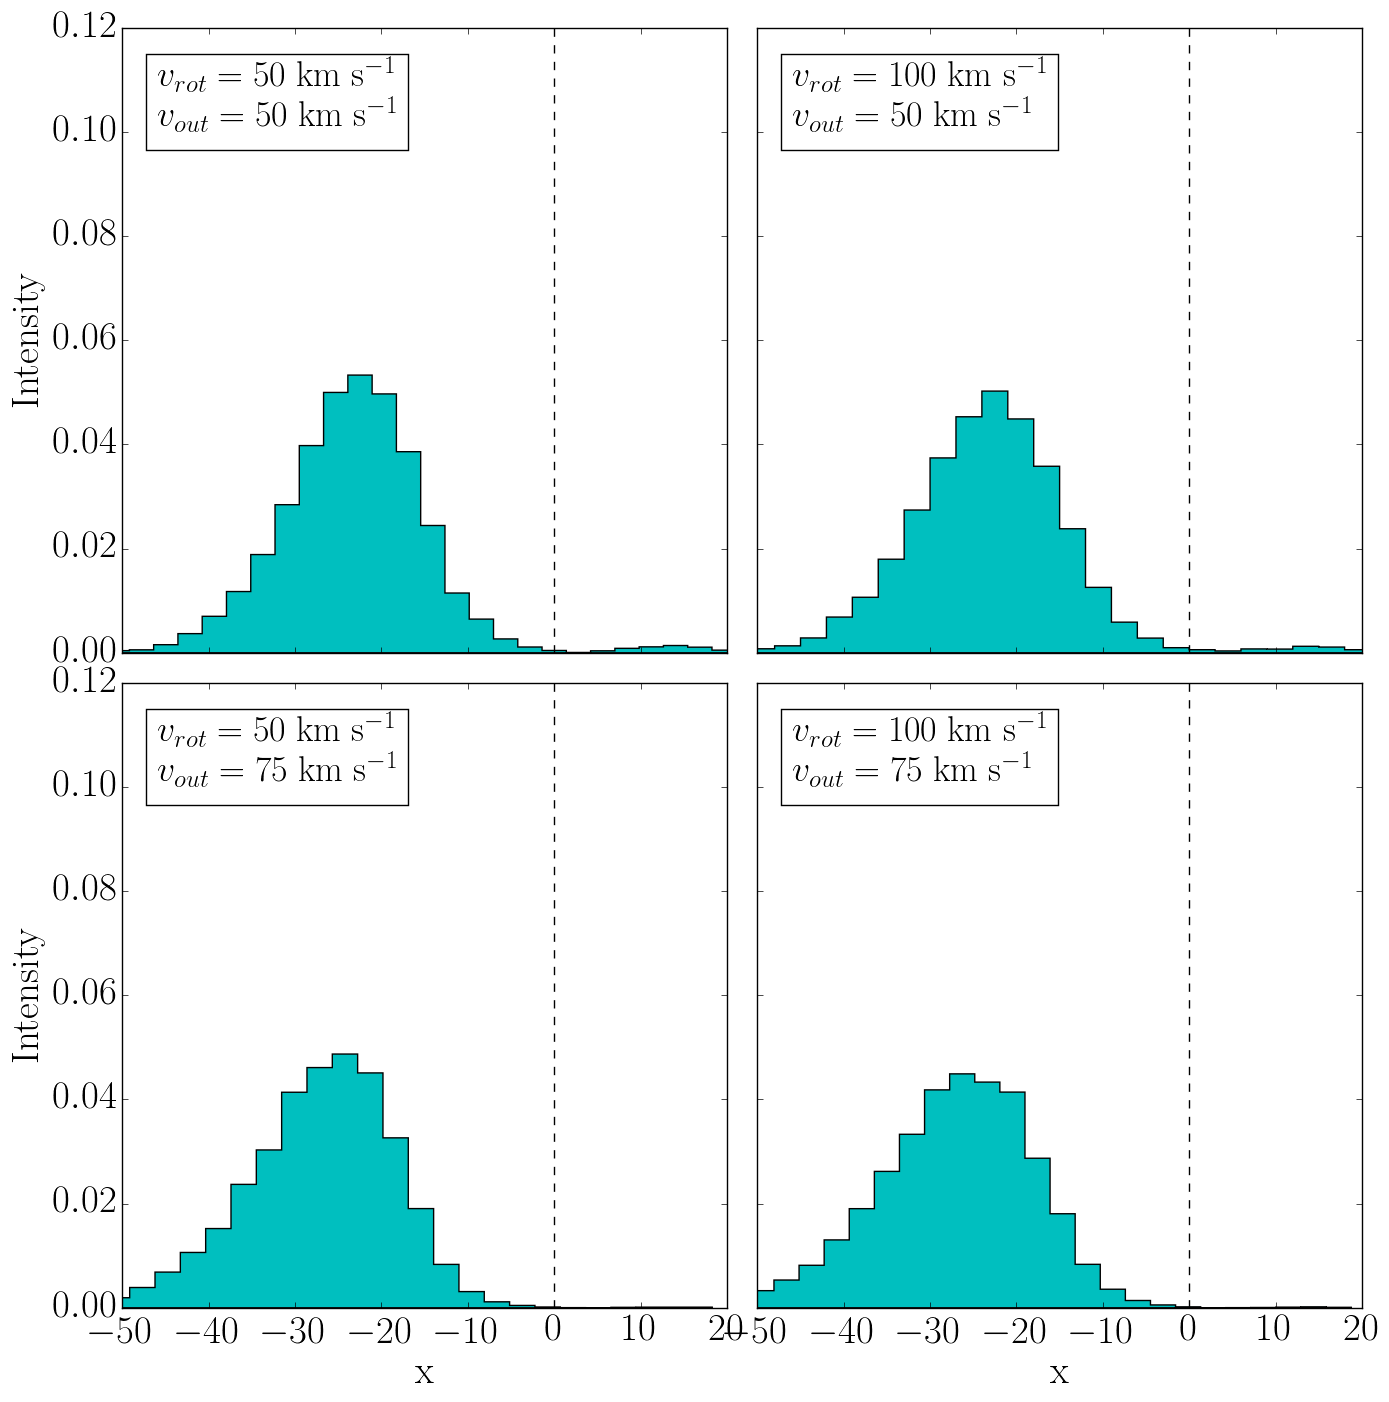 0.12
v_rot = 50 km s^−1
v_out = 50 km s^−1
0.10
0.08
0.06
0.04
0.02
0.00
Intensity
v_rot = 100 km s^−1
v_out = 50 km s^−1
0.12
v_rot = 50 km s^−1
v_out = 75 km s^−1
0.10
0.08
0.06
0.04
0.02
0.00
Intensity
−50 −40 −30 −20 −10 0 10 20
x
v_rot = 100 km s^−1
v_out = 75 km s^−1
−50 −40 −30 −20 −10 0 10 20
x